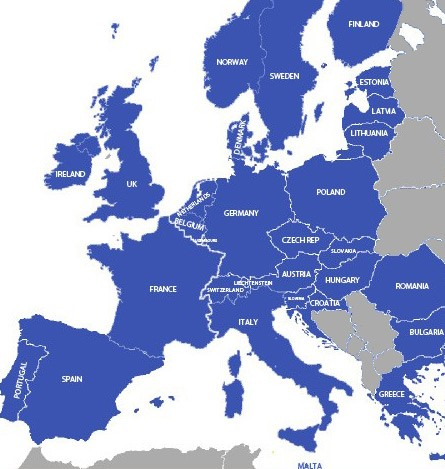 FINLAND
NORWAY
SWEDEN
ESTONIA
LATVIA
DENMARK
LITHUANIA
IRELAND
UK
NETHERLANDS
POLAND
BELGIUM
GERMANY
LUXEMBOURG
CZECH REP
SLOVAKIA
AUSTRIA
HUNGARY
LIECHTENSTEIN
FRANCE
SWITZERLAND
ROMANIA
SLOVENIA
CROATIA
ITALY
BULGARIA
PORTUGAL
SPAIN
GREECE
MALTA